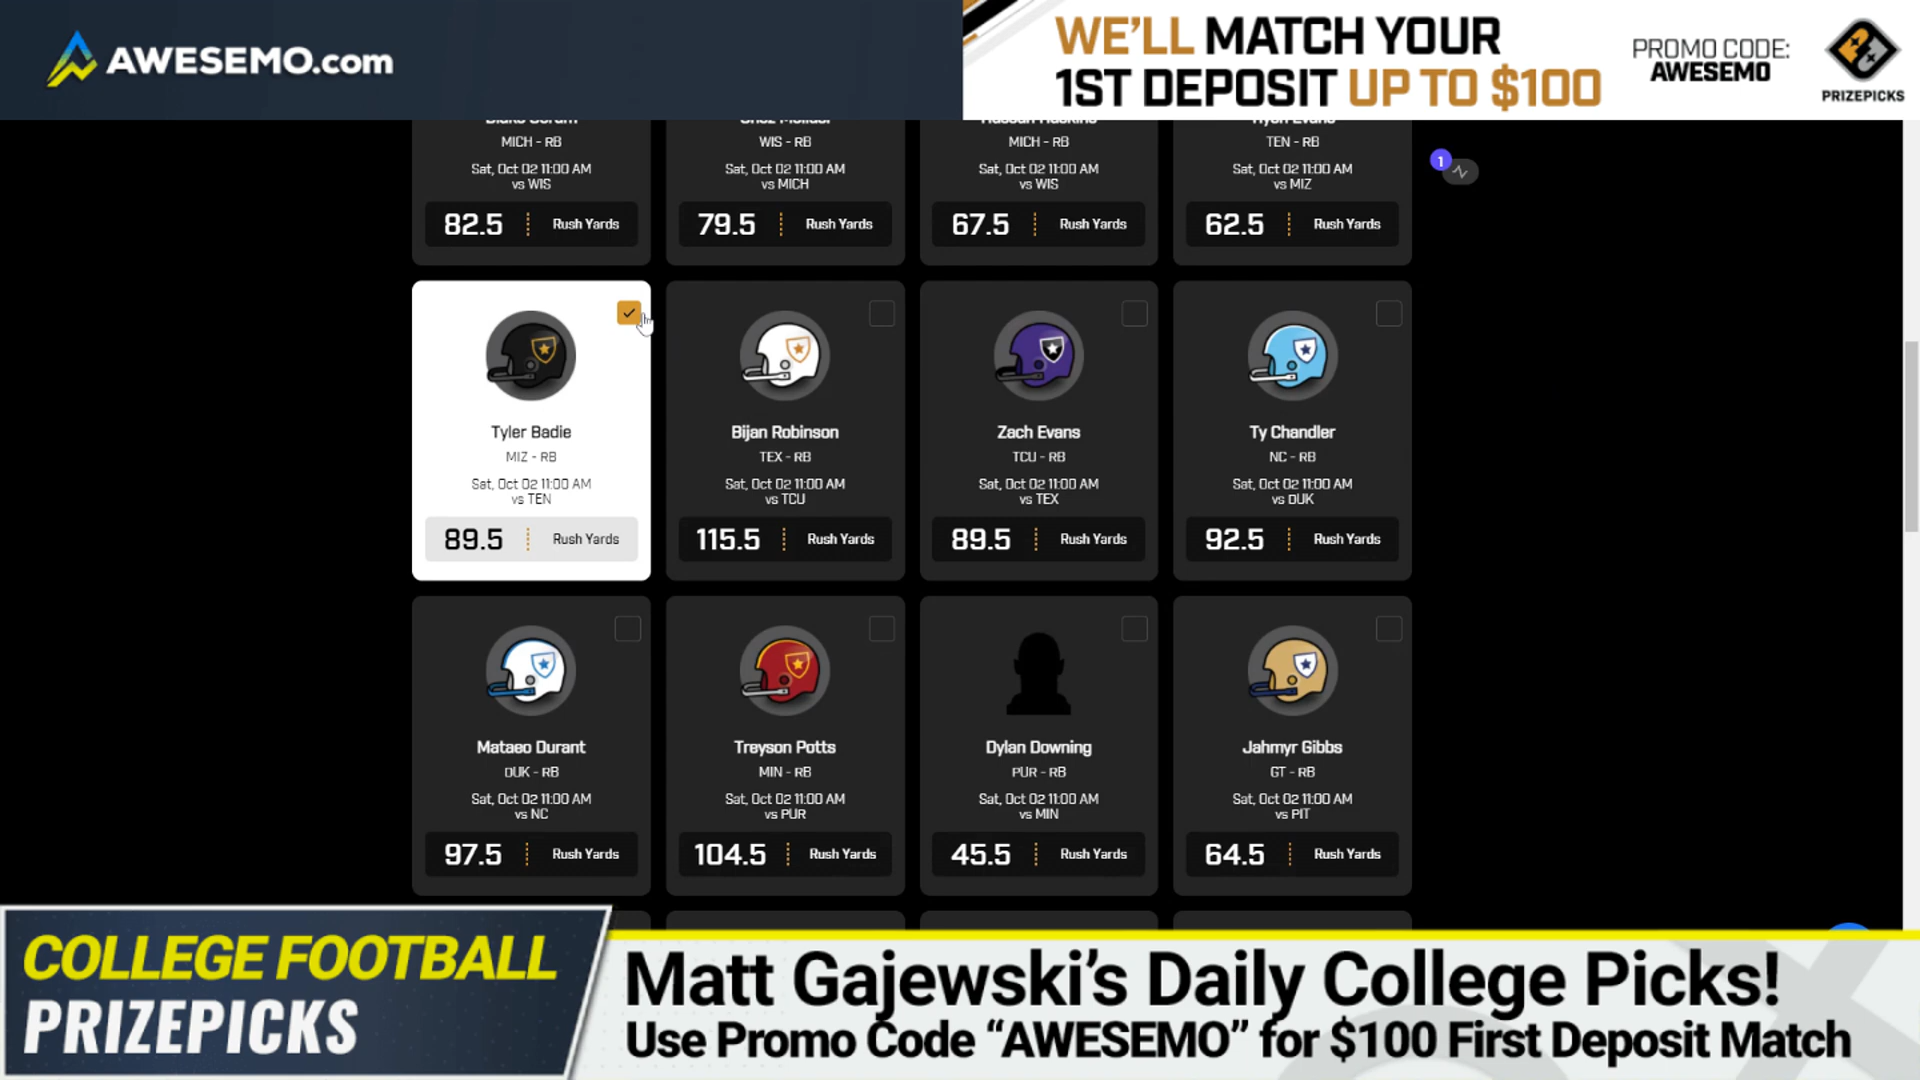 AWESEMO.com
WE'LL MATCH YOUR
1ST DEPOSIT UP TO $100
PROMO CODE:
AWESEMO
PRIZEPICKS
MICH - RB
Sat, Oct 02 11:00 AM
vs WIS
82.5 Rush Yards
WIS - RB
Sat, Oct 02 11:00 AM
vs MICH
79.5 Rush Yards
MICH - RB
Sat, Oct 02 11:00 AM
vs WIS
67.5 Rush Yards
TEN - RB
Sat, Oct 02 11:00 AM
vs MIZ
62.5 Rush Yards
1
Tyler Badie
MIZ - RB
Sat, Oct 02 11:00 AM
vs TEN
89.5 Rush Yards
Bijan Robinson
TEX - RB
Sat, Oct 02 11:00 AM
vs TCU
115.5 Rush Yards
Zach Evans
TCU - RB
Sat, Oct 02 11:00 AM
vs TEX
89.5 Rush Yards
Ty Chandler
NC - RB
Sat, Oct 02 11:00 AM
vs DUK
92.5 Rush Yards
Mataeo Durant
DUK - RB
Sat, Oct 02 11:00 AM
vs NC
97.5 Rush Yards
Treyson Potts
MIN - RB
Sat, Oct 02 11:00 AM
vs PUR
104.5 Rush Yards
Dylan Downing
PUR - RB
Sat, Oct 02 11:00 AM
vs MIN
45.5 Rush Yards
Jahmyr Gibbs
GT - RB
Sat, Oct 02 11:00 AM
vs PIT
64.5 Rush Yards
COLLEGE FOOTBALL
PRIZEPICKS
Matt Gajewski's Daily College Picks!
Use Promo Code “AWESEMO” for $100 First Deposit Match